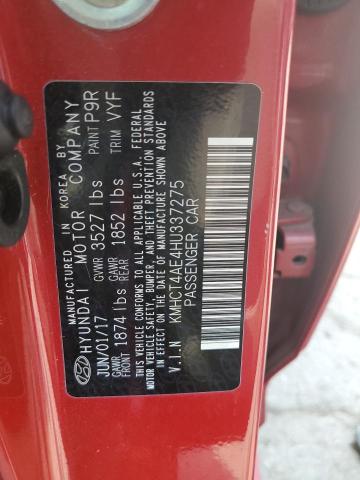 MANUFACTURED IN KOREA BY
HYUNDAI MOTOR COMPANY
JUN/01/17 GVWR 3527 lbs PAINT P9R
GAWR FRONT 1874 lbs GAWR REAR 1852 lbs TRIM VYF
THIS VEHICLE CONFORMS TO ALL APPLICABLE U.S.A. FEDERAL
MOTOR VEHICLE SAFETY, BUMPER, AND THEFT PREVENTION STANDARDS
IN EFFECT ON THE DATE OF MANUFACTURE SHOWN ABOVE.
V.I.N KMHCT4AE4HU337275
PASSENGER CAR